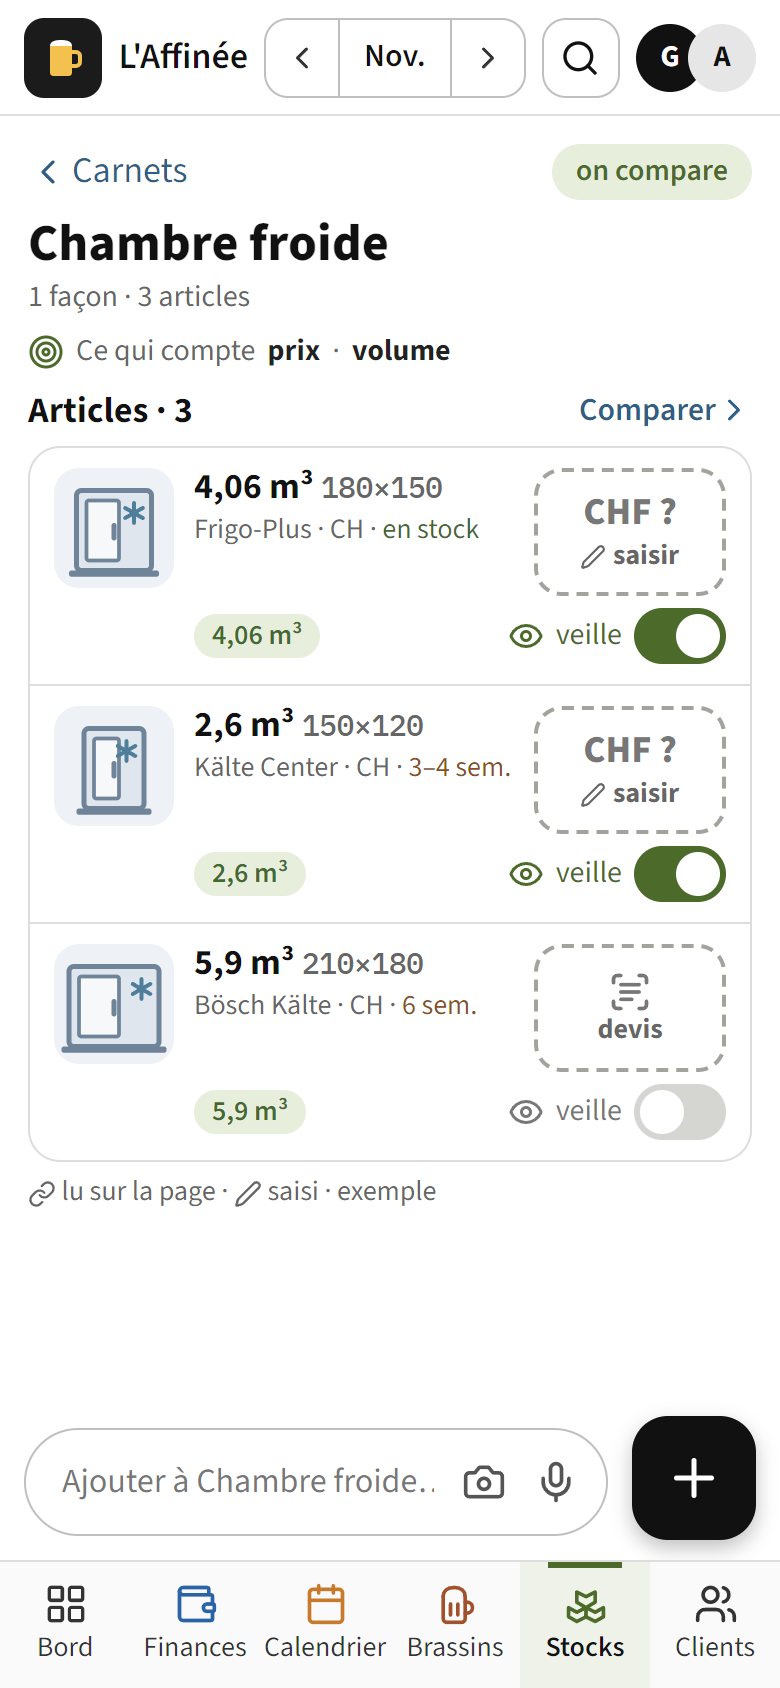 L'Affinée
Nov.
G
A
Carnets
on compare
Chambre froide
1 façon · 3 articles
Ce qui compte prix · volume
Articles · 3
Comparer
4,06 m³ 180×150
Frigo-Plus · CH · en stock
CHF ?
saisir
4,06 m³
veille
2,6 m³ 150×120
Kälte Center · CH · 3–4 sem.
CHF ?
saisir
2,6 m³
veille
5,9 m³ 210×180
Bösch Kälte · CH · 6 sem.
devis
5,9 m³
veille
lu sur la page · saisi · exemple
Ajouter à Chambre froide..
Bord
Finances
Calendrier
Brassins
Stocks
Clients